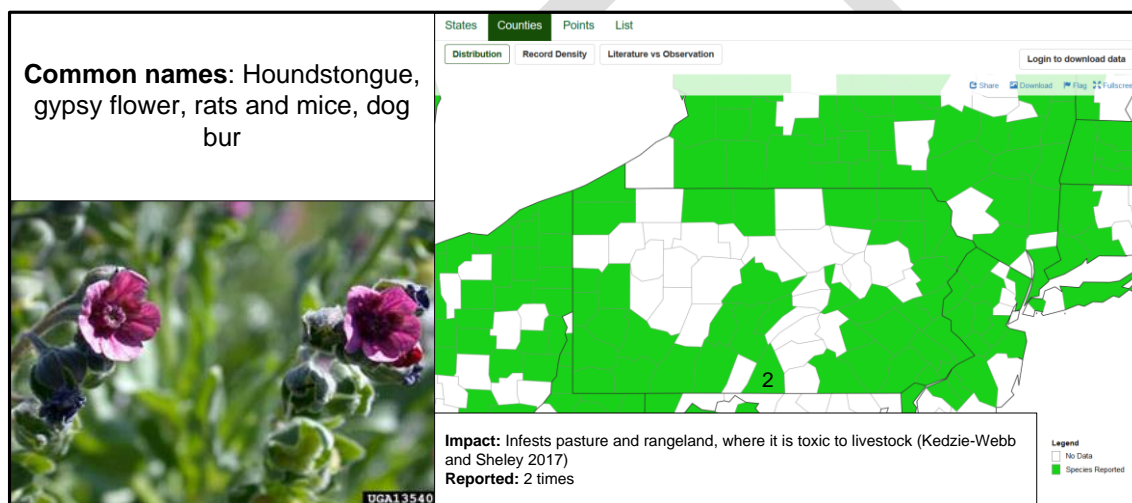 Common names: Houndstongue,
gypsy flower, rats and mice, dog
bur
UGA13540
States Counties Points List
Distribution Record Density Literature vs Observation
Login to download data
Share Download Flag Fullscreen
2
Impact: Infests pasture and rangeland, where it is toxic to livestock (Kedzie-Webb
and Sheley 2017)
Reported: 2 times
Legend
No Data
Species Reported